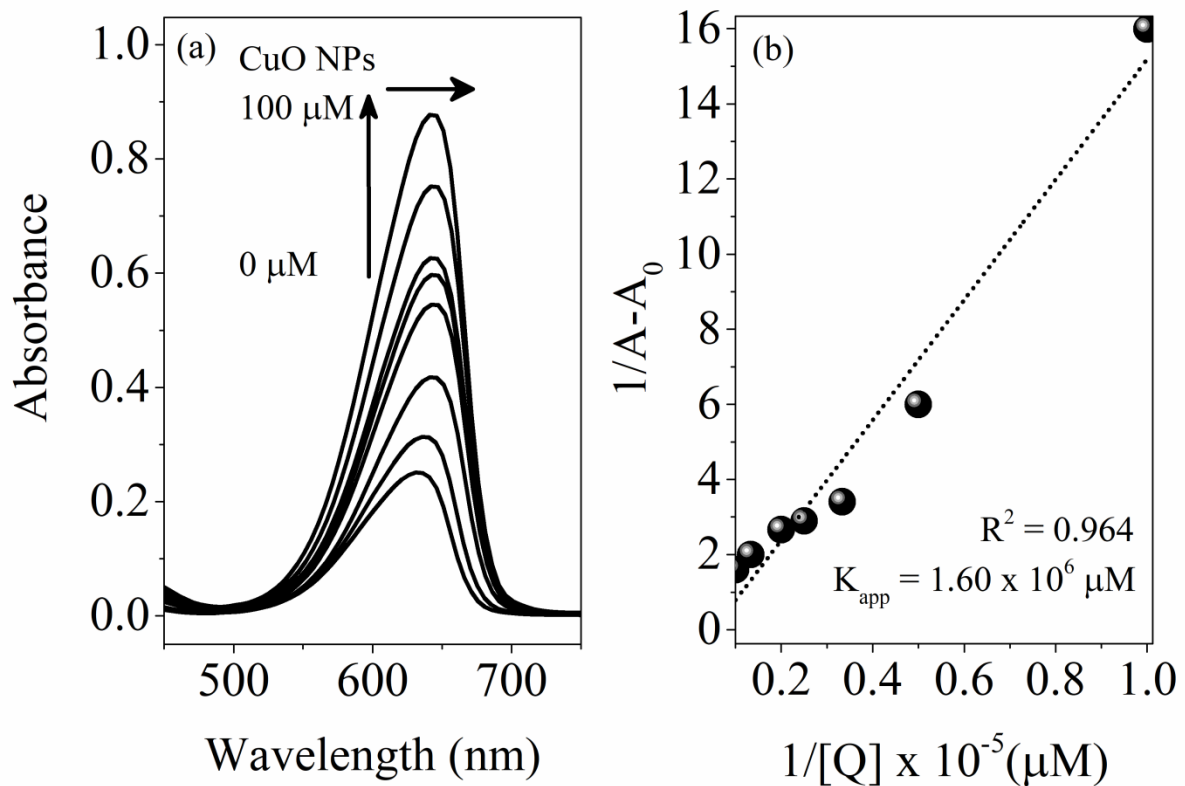 (a)
CuO NPs
100 μM
0 μM
Absorbance
1.0
0.8
0.6
0.4
0.2
0.0
500
600
700
Wavelength (nm)
(b)
1/A-A₀
16
14
12
10
8
6
4
2
0
R² = 0.964
Kₐₚₚ = 1.60 x 10⁶ μM
0.2
0.4
0.6
0.8
1.0
1/[Q] x 10⁻⁵(μM)